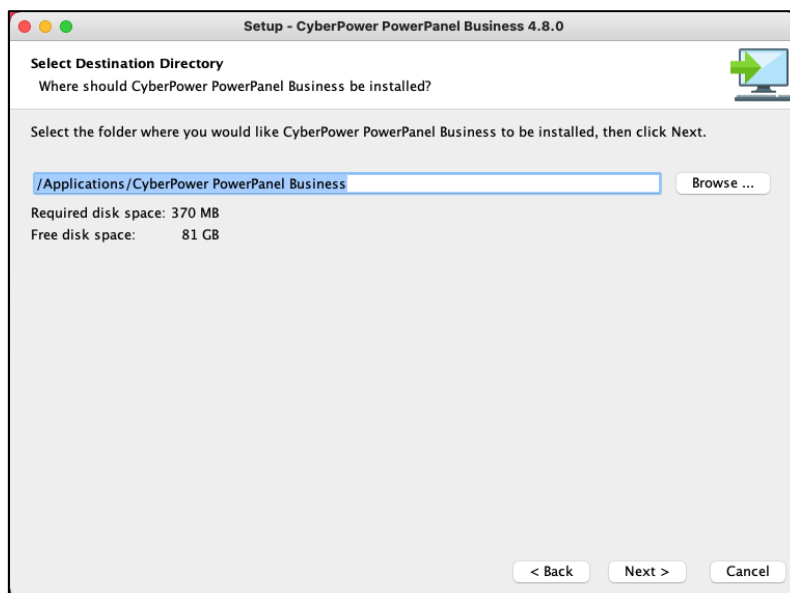 Setup - CyberPower PowerPanel Business 4.8.0
Select Destination Directory
Where should CyberPower PowerPanel Business be installed?
Select the folder where you would like CyberPower PowerPanel Business to be installed, then click Next.
/Applications/CyberPower PowerPanel Business
Browse ...
Required disk space: 370 MB
Free disk space: 81 GB
< Back Next > Cancel